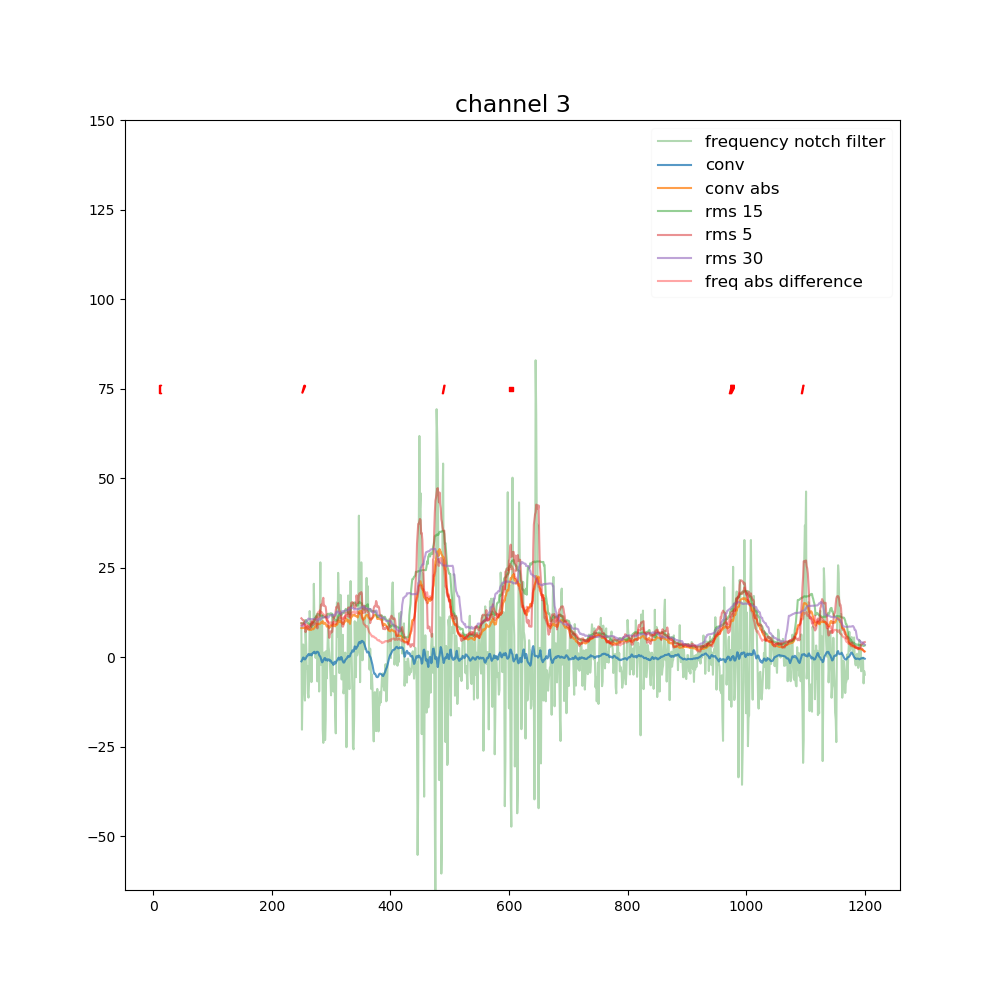 channel 3
150
125
100
75
50
25
0
−25
−50
frequency notch filter
conv
conv abs
rms 15
rms 5
rms 30
freq abs difference
0 200 400 600 800 1000 1200